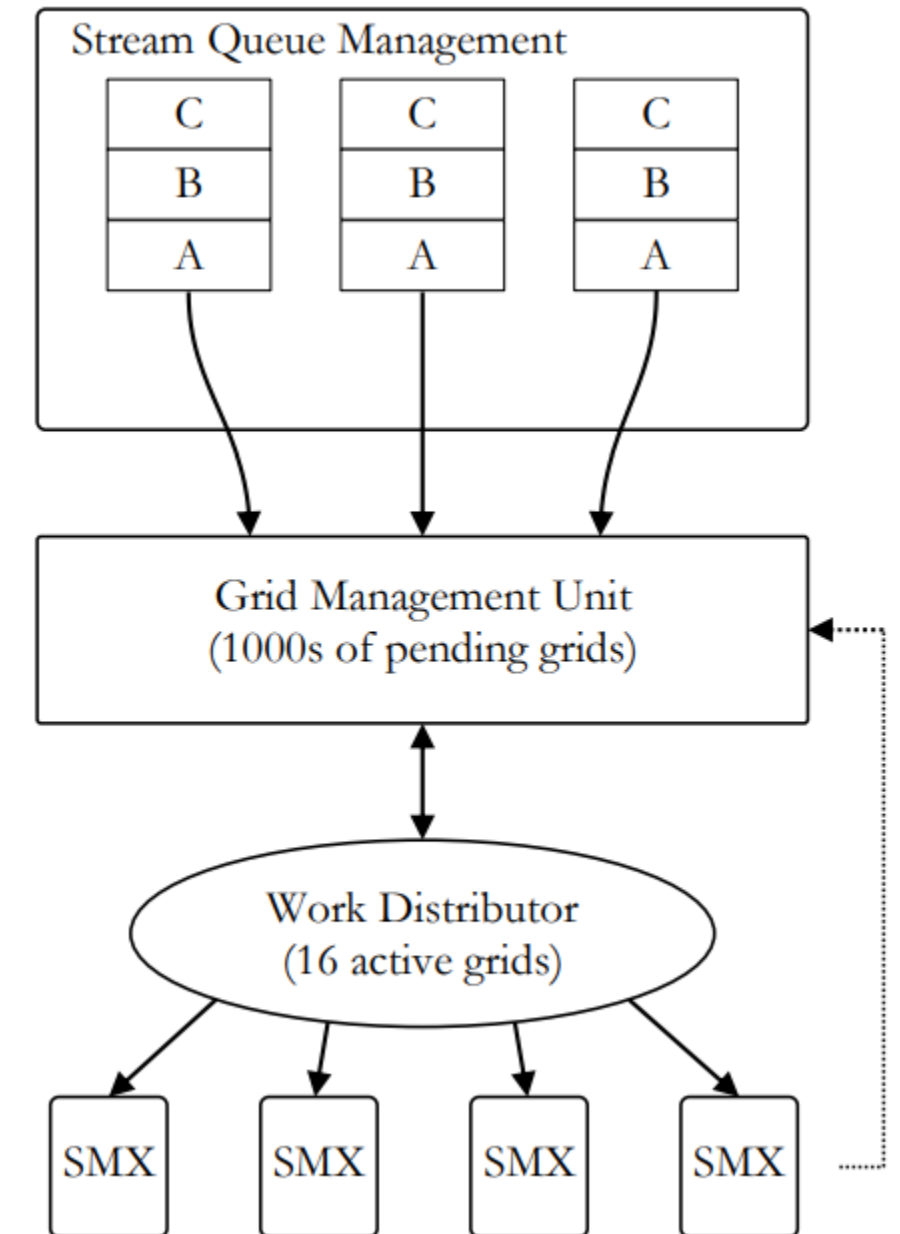 Stream Queue Management
C C C
B B B
A A A
Grid Management Unit
(1000s of pending grids)
Work Distributor
(16 active grids)
SMX SMX SMX SMX